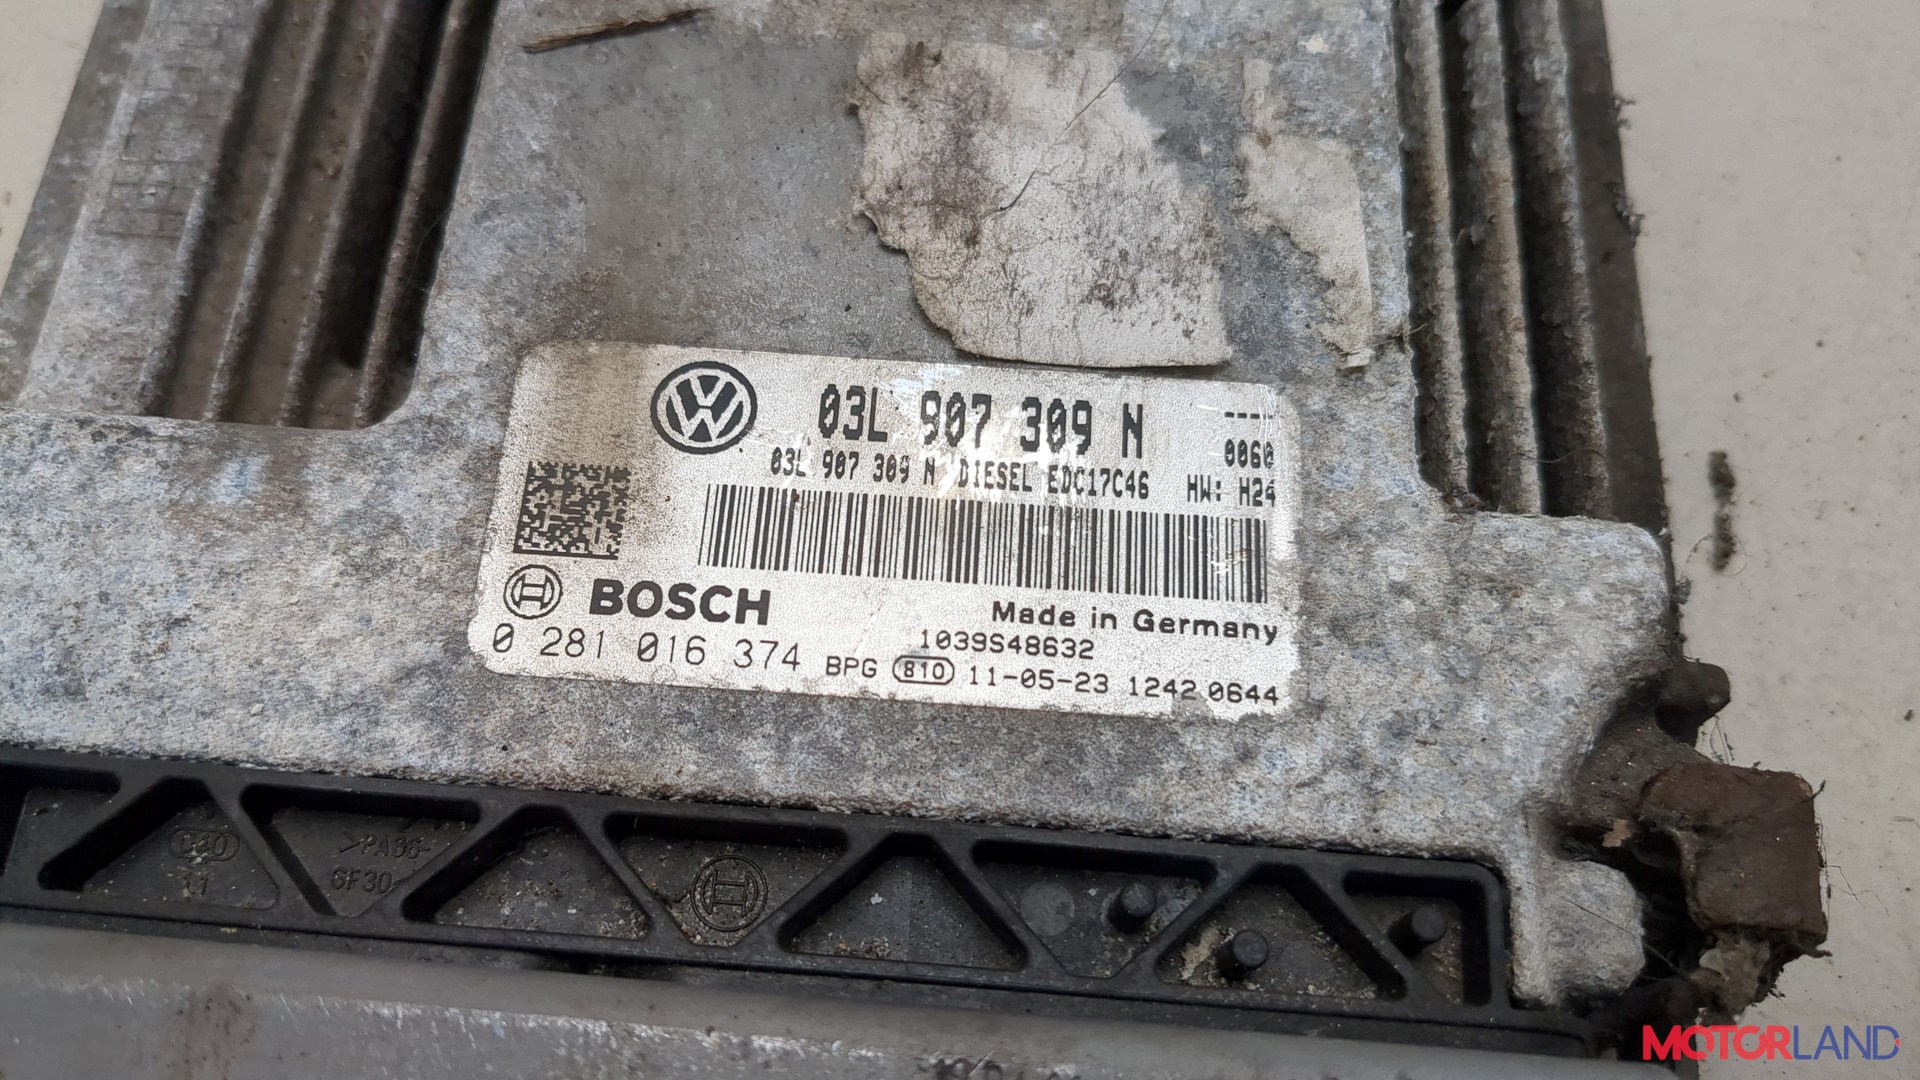 03L 907 309 N ----
0060
03L 907 309 N DIESEL EDC17C46 HW: H24
BOSCH
Made in Germany
0 281 016 374
1039S48632
BPG 810 11-05-23 1242 0644
>PA66-
GF30
MOTORLAND